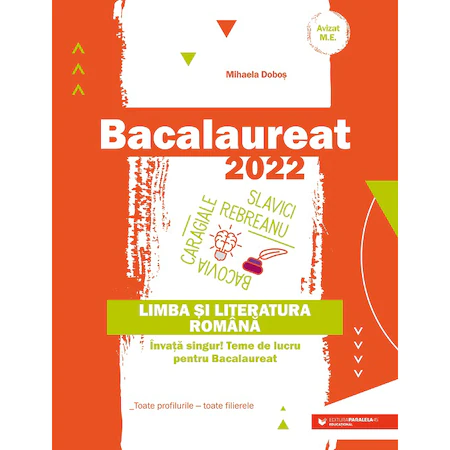 Avizat
M.E.
Mihaela Doboș
Bacalaureat
2022
CARAGIALE
SLAVICI
REBREANU
BACOVIA
LIMBA ȘI LITERATURA
ROMÂNĂ
Învață singur! Teme de lucru
pentru Bacalaureat
_Toate profilurile – toate filierele
EDITURA PARALELA 45
EDUCAȚIONAL